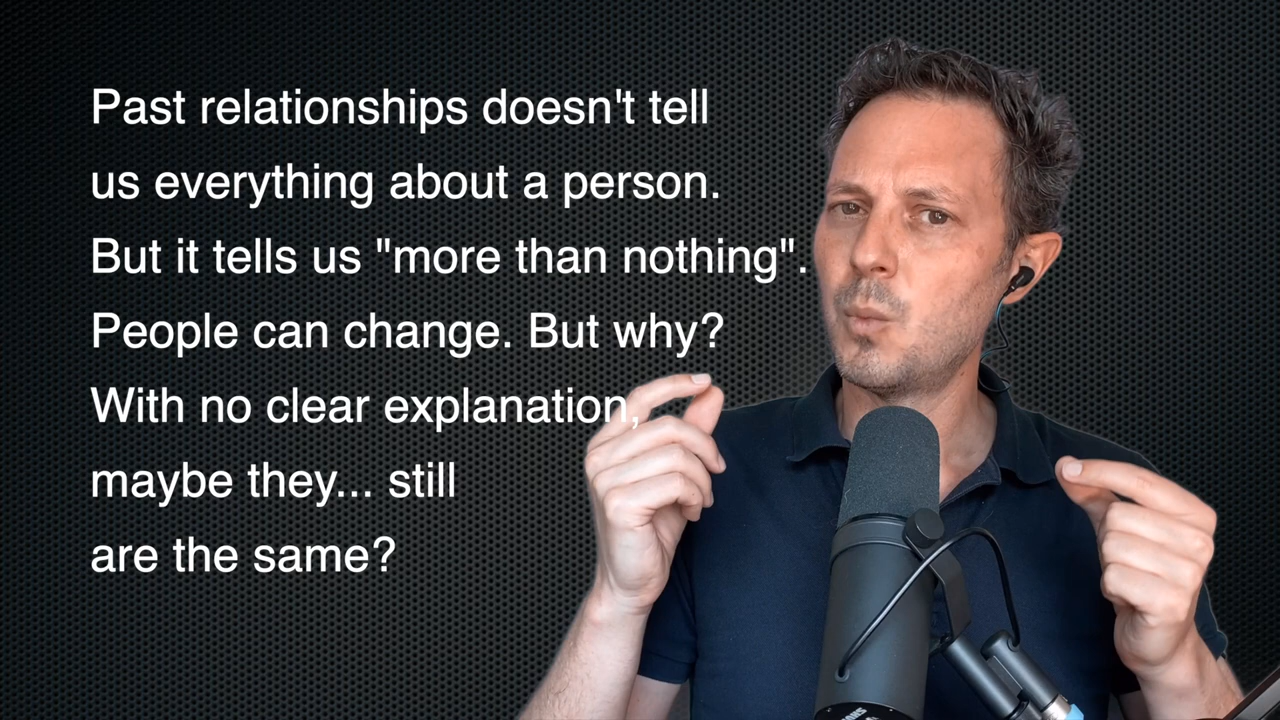 Past relationships doesn't tell
us everything about a person.
But it tells us "more than nothing".
People can change. But why?
With no clear explanation,
maybe they... still
are the same?